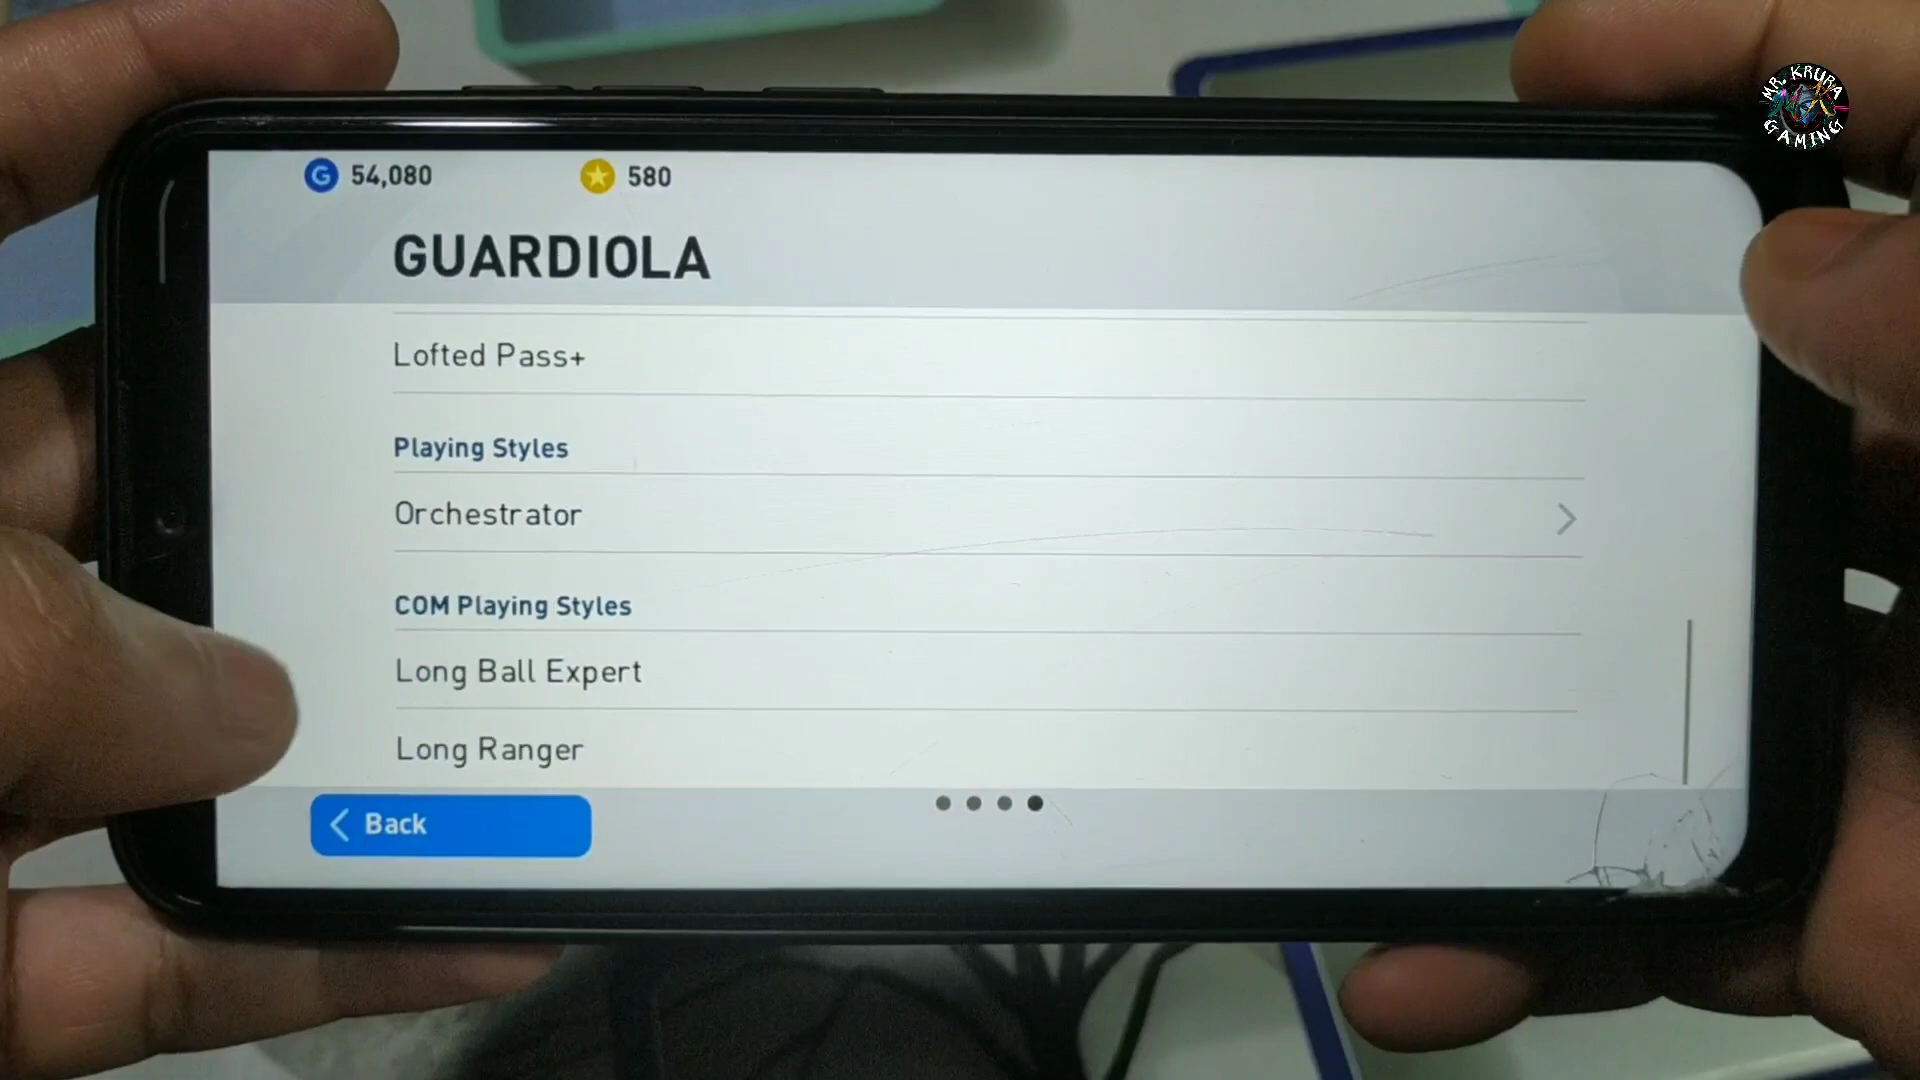 MR. KRUBA
GAMING
G 54,080 580
GUARDIOLA
Lofted Pass+
Playing Styles
Orchestrator
COM Playing Styles
Long Ball Expert
Long Ranger
Back